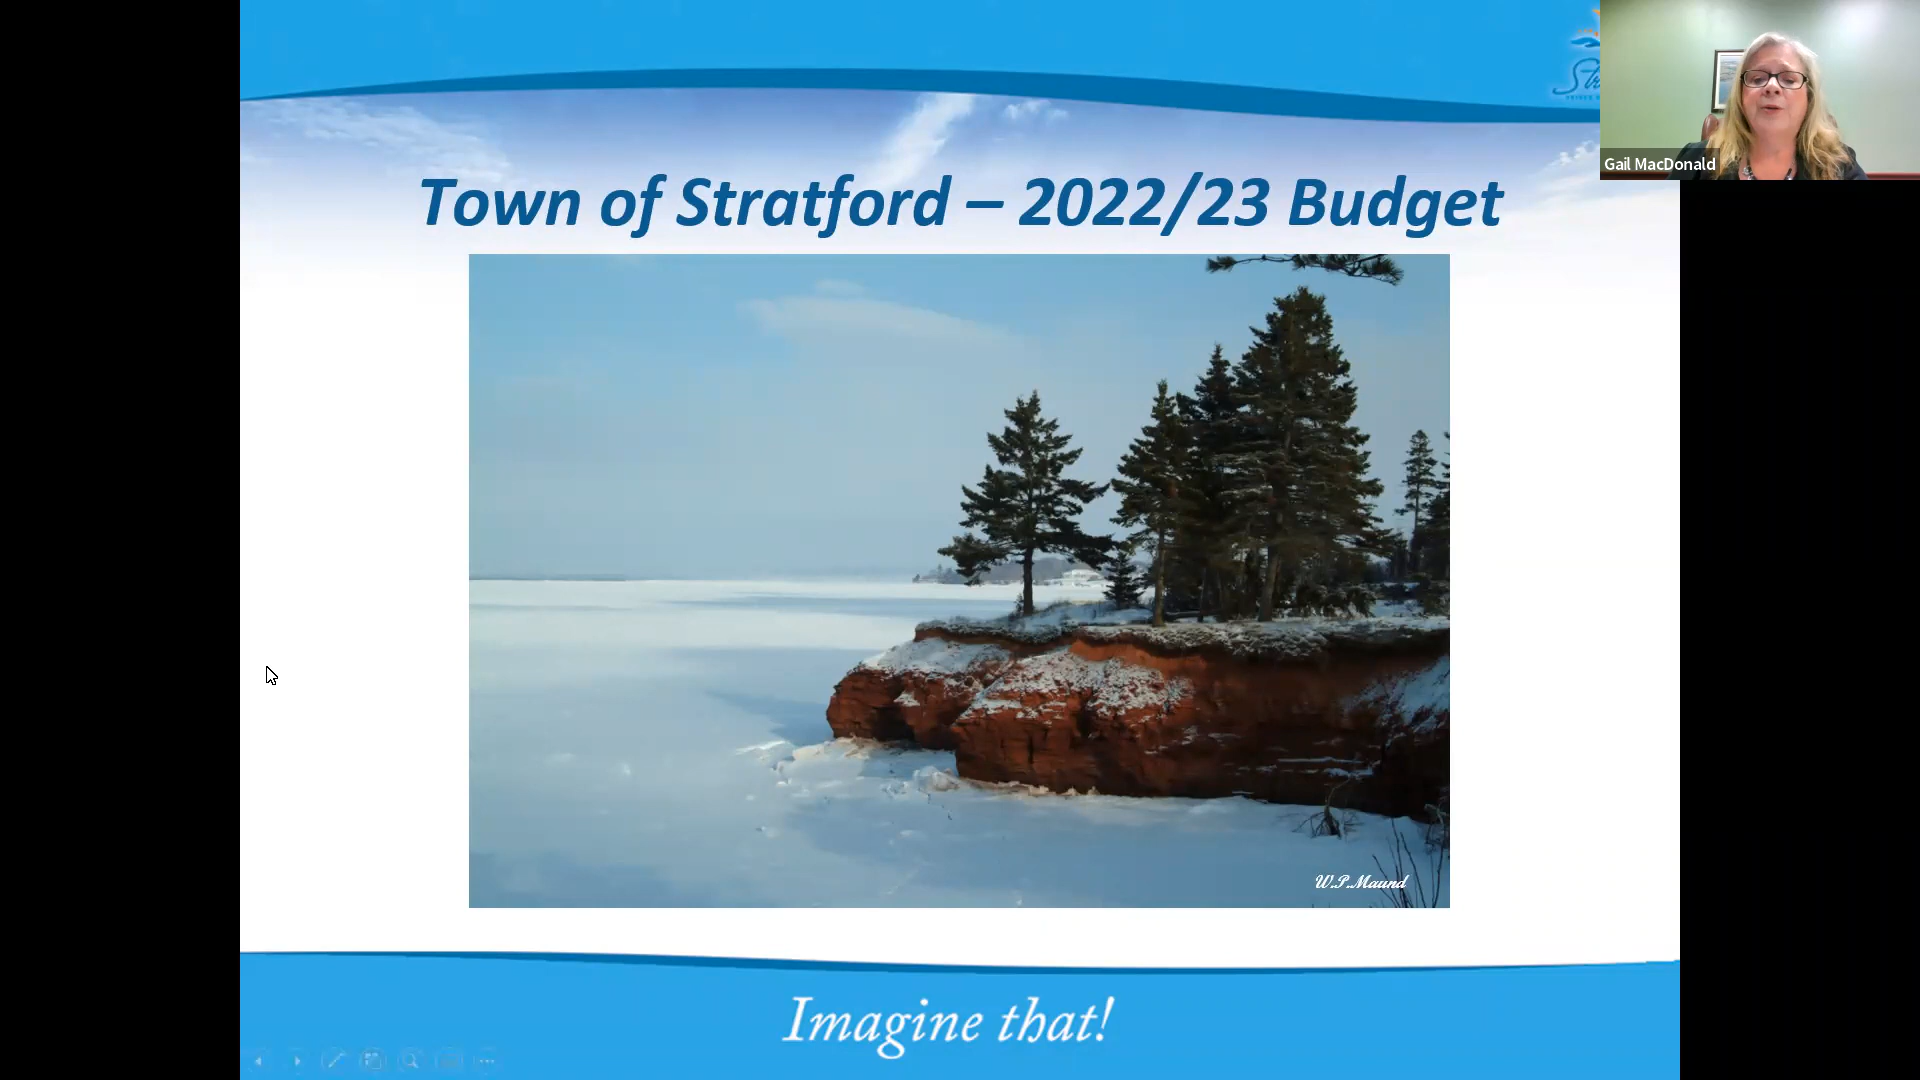 Gail MacDonald
Town of Stratford – 2022/23 Budget
W.P.Maund
Imagine that!